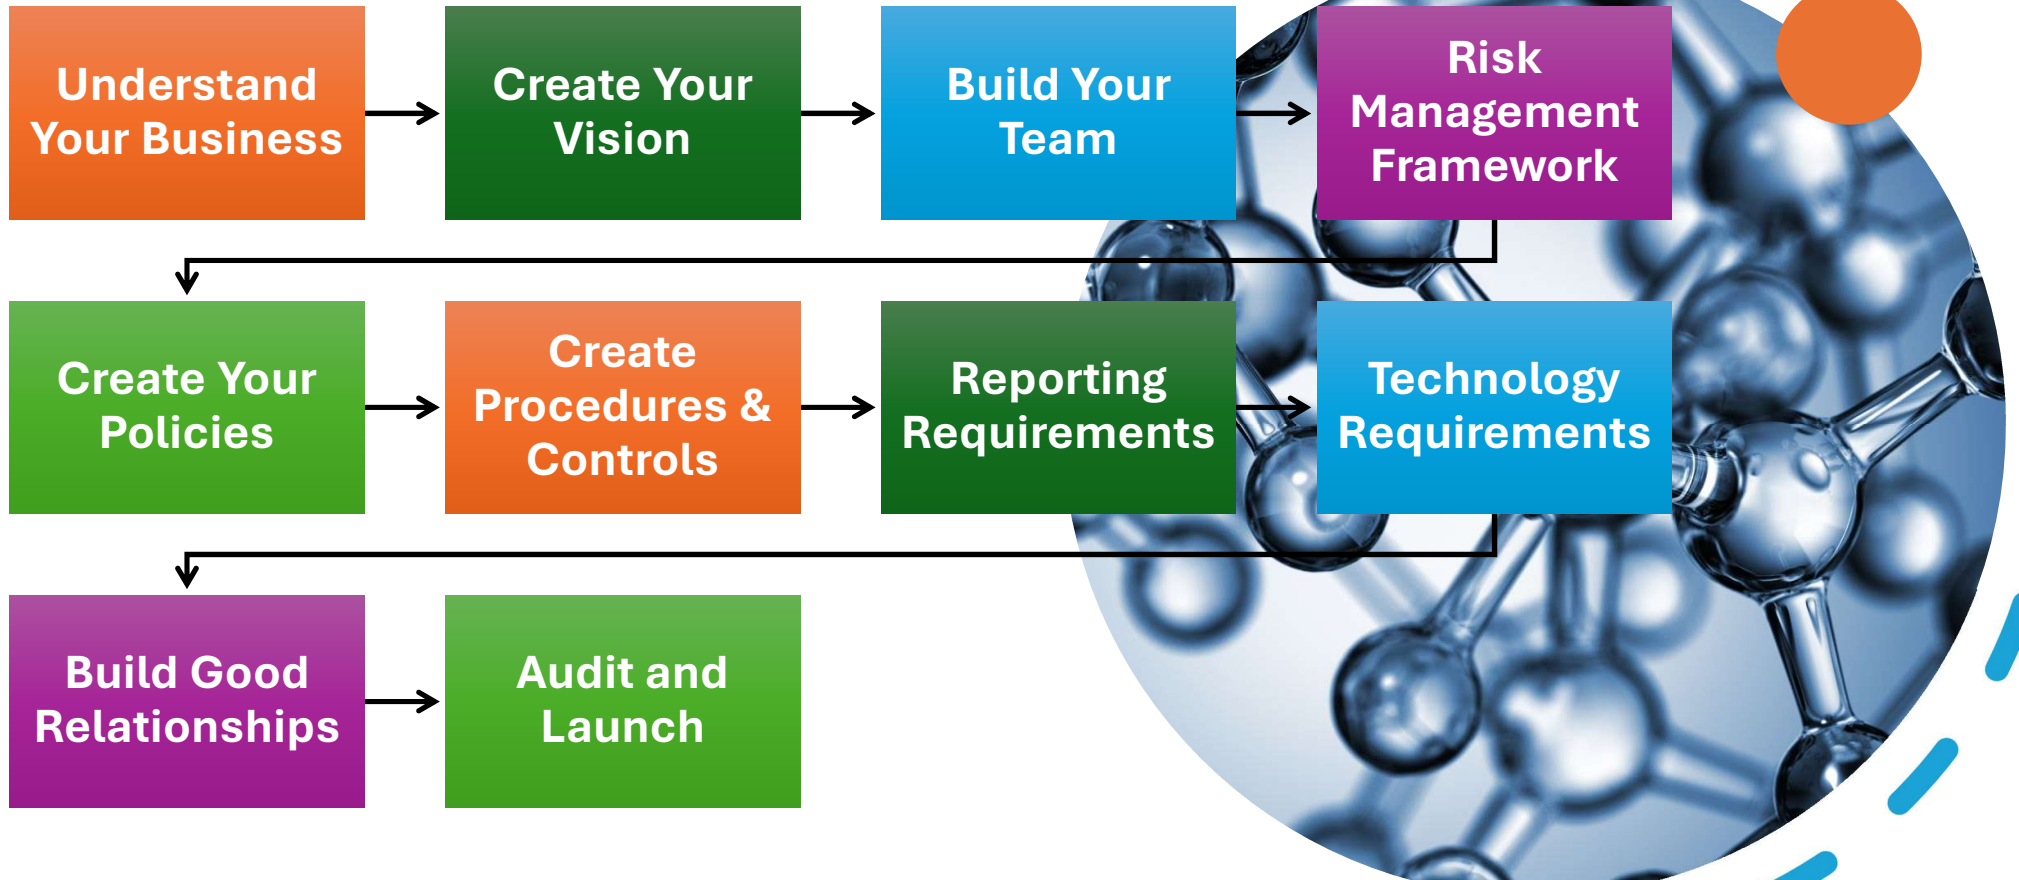 Understand
Your Business
Create Your
Vision
Build Your
Team
Risk
Management
Framework
Create Your
Policies
Create
Procedures &
Controls
Reporting
Requirements
Technology
Requirements
Build Good
Relationships
Audit and
Launch